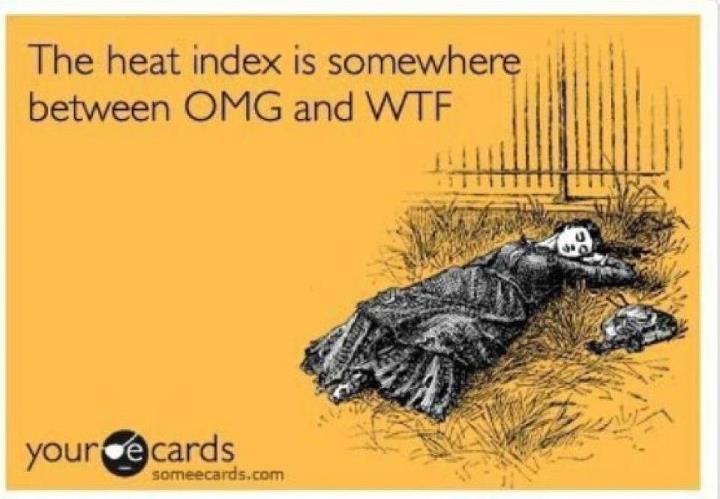 The heat index is somewhere
between OMG and WTF
your e cards
someecards.com